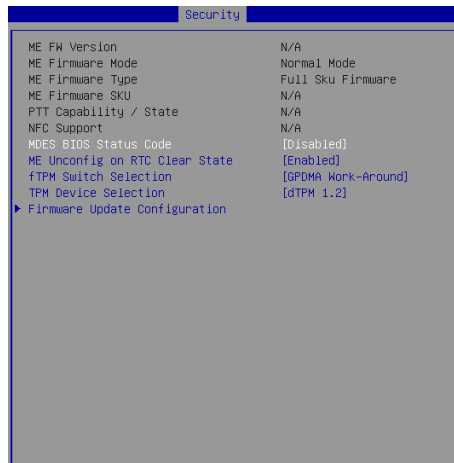 Security
ME FW Version N/A
ME Firmware Mode Normal Mode
ME Firmware Type Full Sku Firmware
ME Firmware SKU N/A
PTT Capability / State N/A
NFC Support N/A
MDES BIOS Status Code [Disabled]
ME Unconfig on RTC Clear State [Enabled]
fTPM Switch Selection [GPDMA Work-Around]
TPM Device Selection [dTPM 1.2]
Firmware Update Configuration